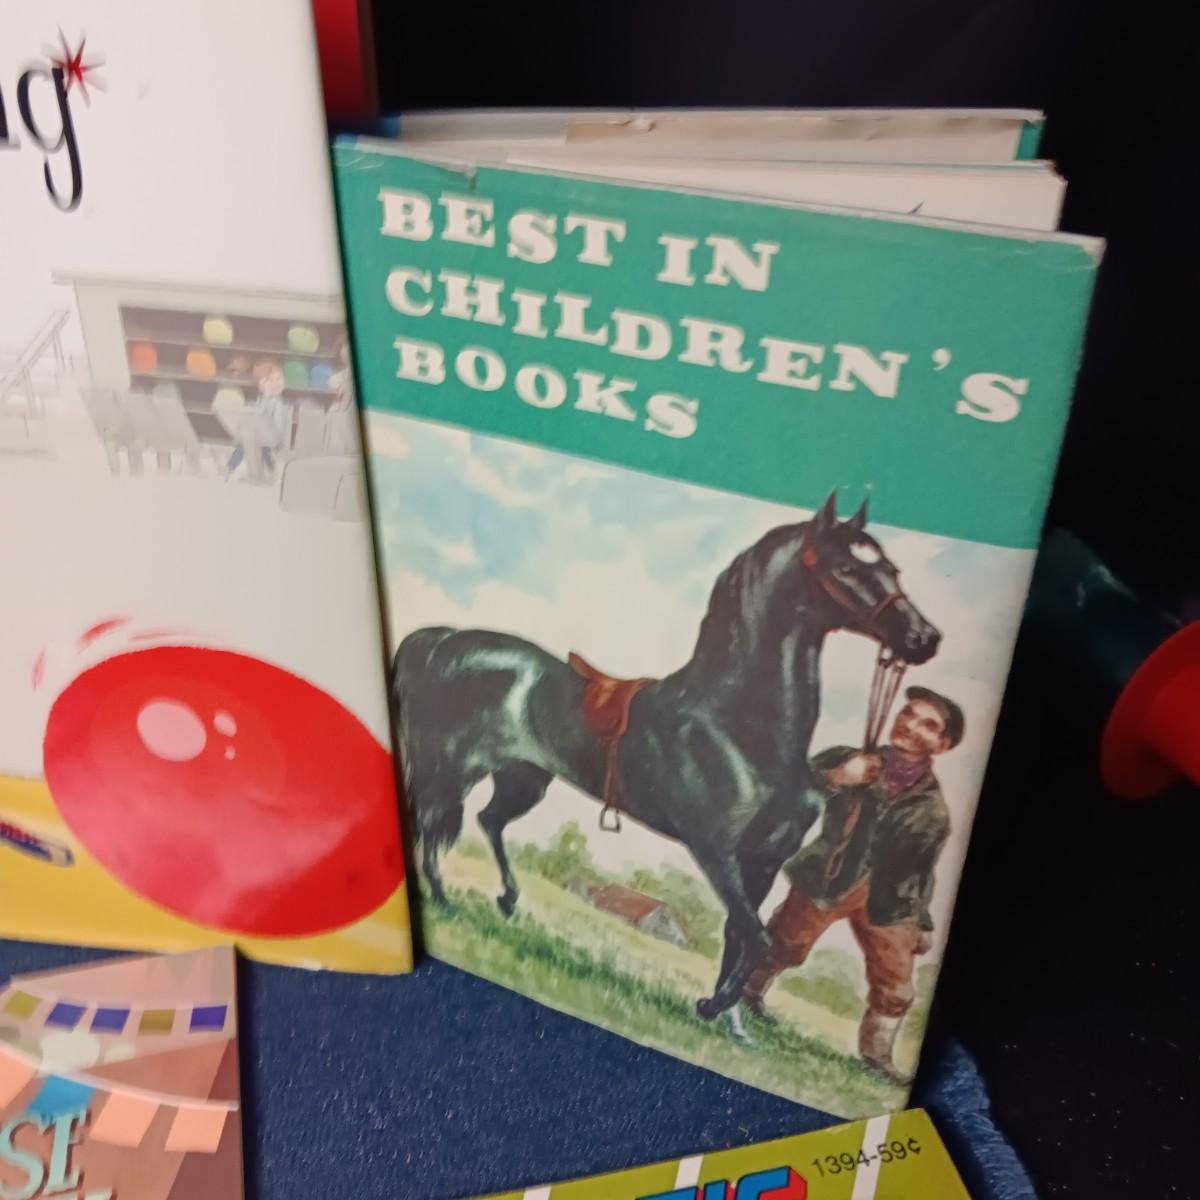 BEST IN
CHILDREN'S
BOOKS
1394-59¢